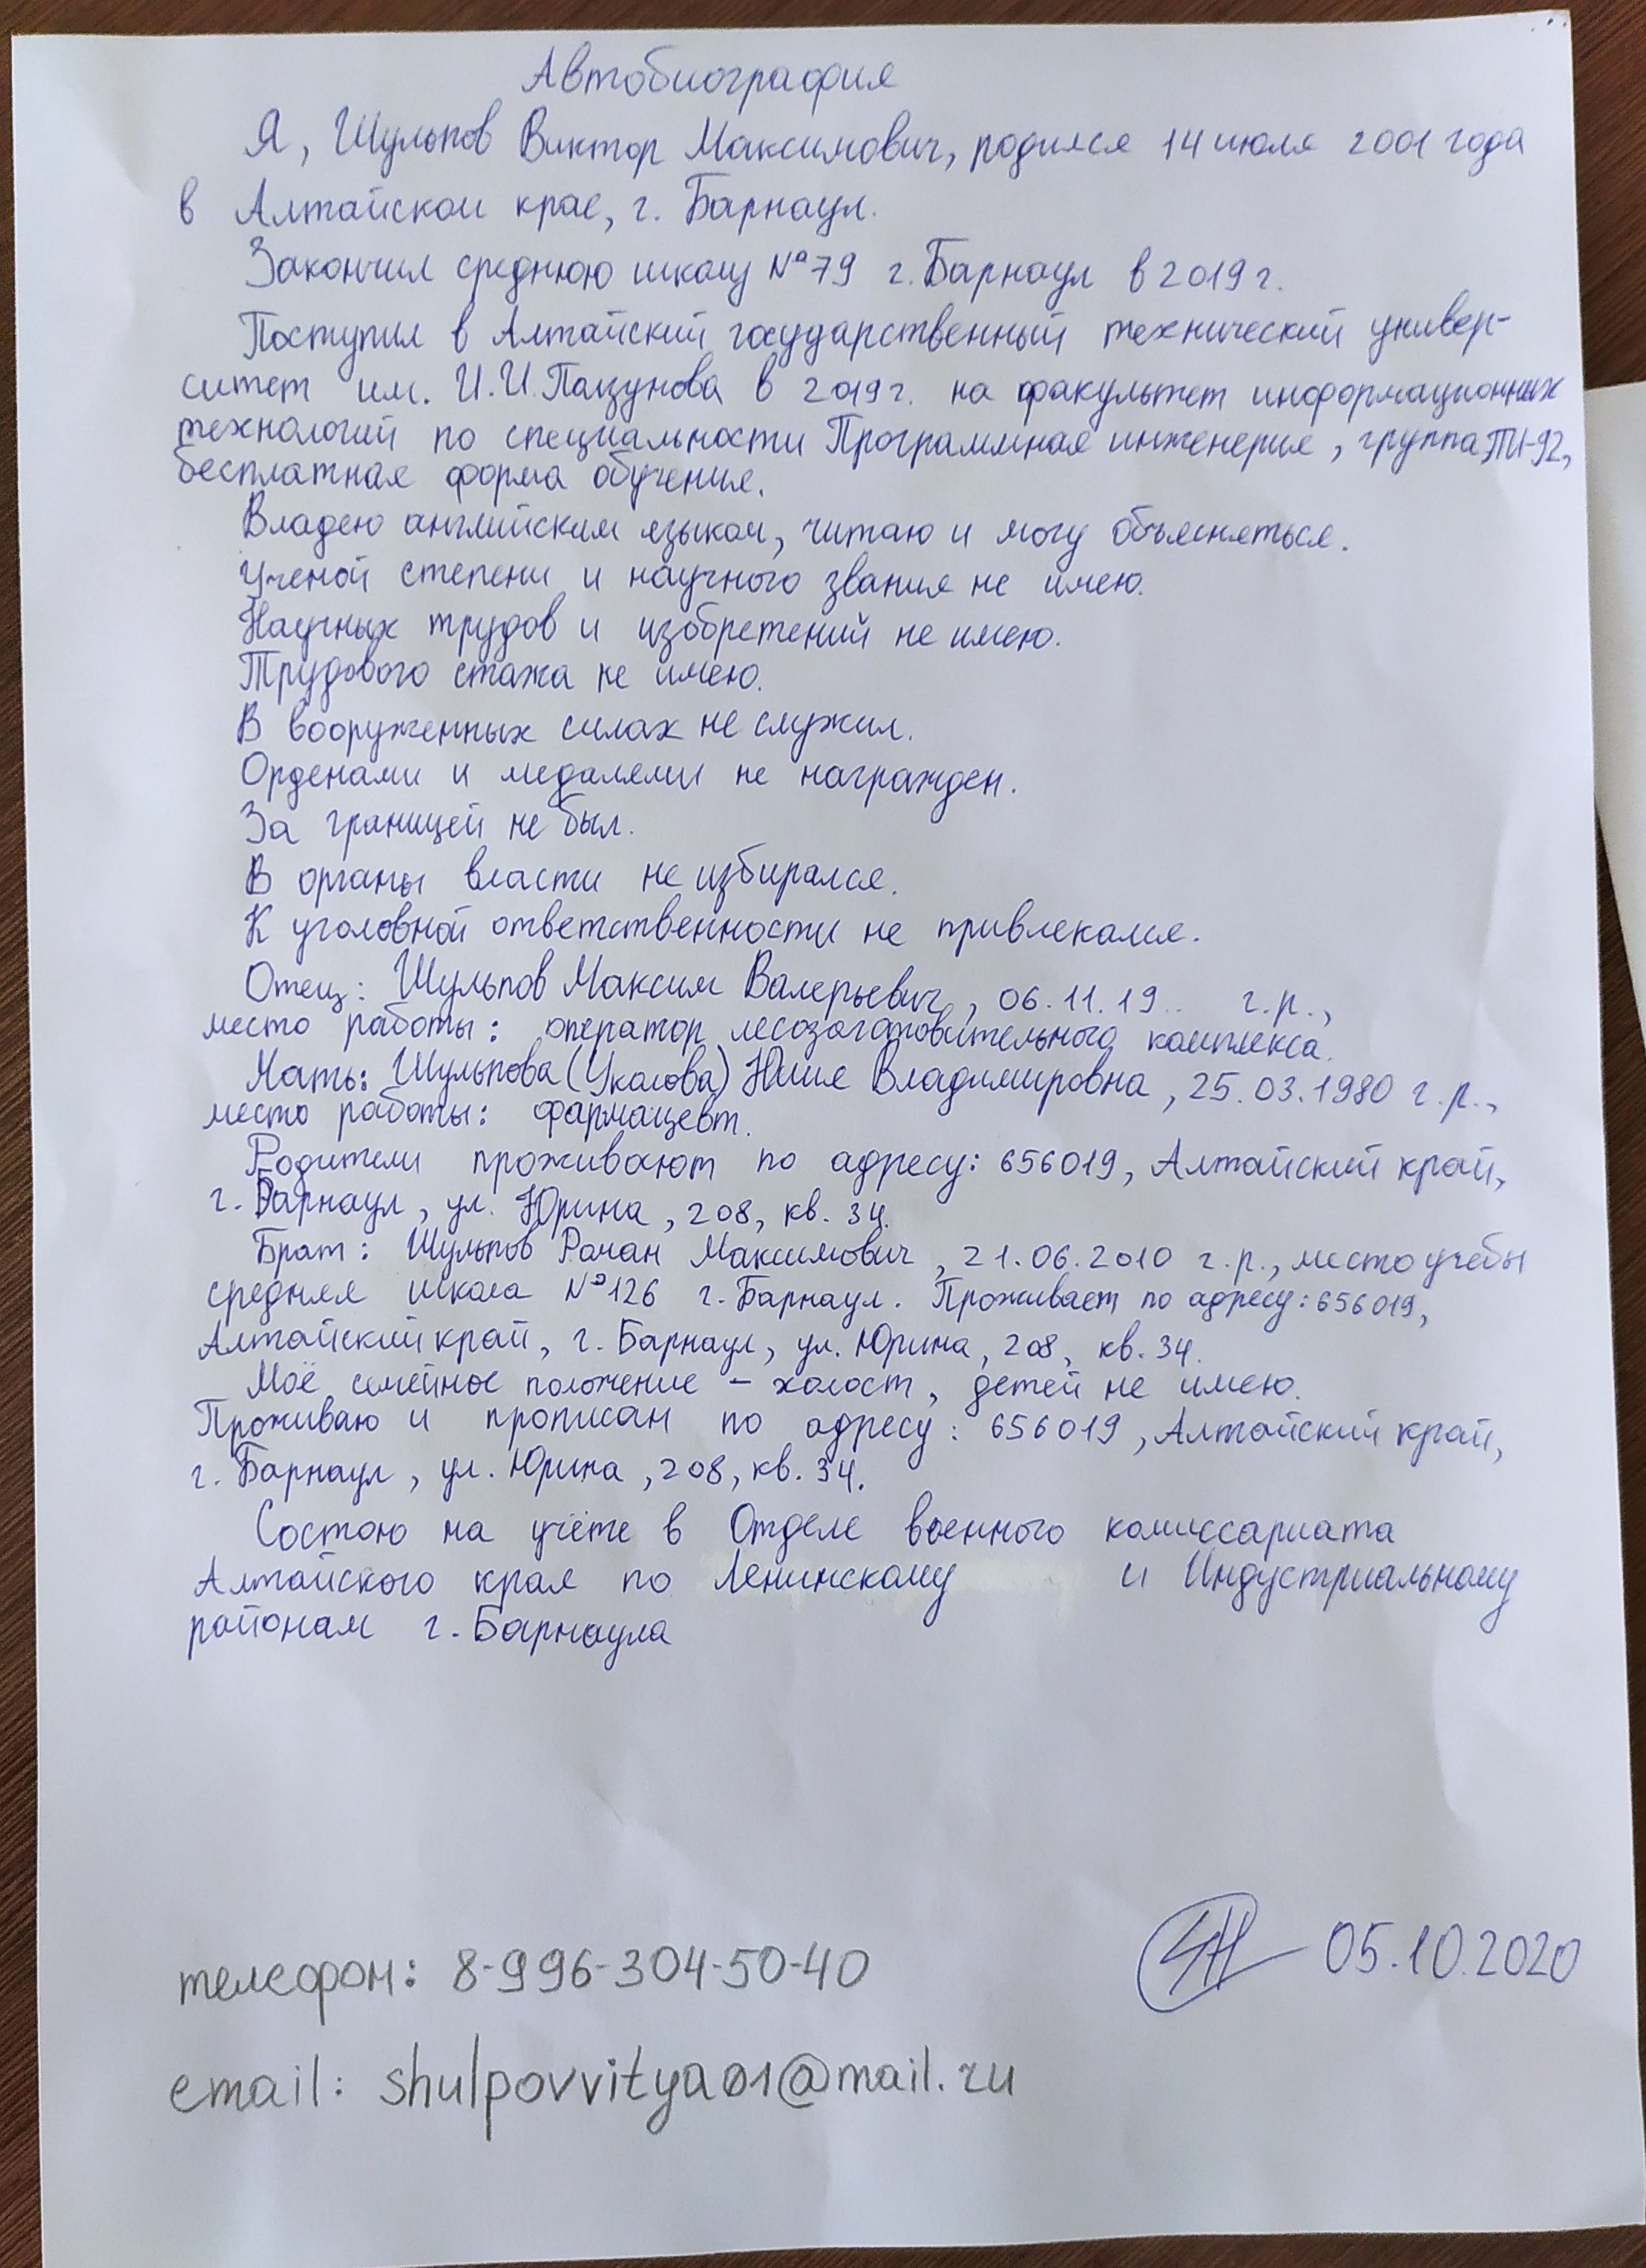 Автобиография
Я, Шульпов Виктор Максимович, родился 14 июля 2001 года
в Алтайском крае, г. Барнаул.
Закончил среднюю школу №79 г. Барнаул в 2019 г.
Поступил в Алтайский государственный технический универ-
ситет им. И.И. Ползунова в 2019 г. на факультет информационных
технологий по специальности Программная инженерия, группа ПИ-92,
бесплатная форма обучения.
Владею английским языком, читаю и могу объясняться.
Ученой степени и научного звания не имею.
Научных трудов и изобретений не имею.
Трудового стажа не имею.
В вооруженных силах не служил.
Орденами и медалями не награжден.
За границей не был.
В органы власти не избирался.
К уголовной ответственности не привлекался.
Отец: Шульпов Максим Валерьевич, 06.11.19.. г.р.,
место работы: оператор лесозаготовительного комплекса.
Мать: Шульпова (Уколова) Юлия Владимировна, 25.03.1980 г.р.,
место работы: фармацевт.
Родители проживают по адресу: 656019, Алтайский край,
г. Барнаул, ул. Юрина, 208, кв. 34.
Брат: Шульпов Роман Максимович, 21.06.2010 г.р., место учебы
средняя школа №126 г. Барнаул. Проживает по адресу: 656019,
Алтайский край, г. Барнаул, ул. Юрина, 208, кв. 34.
Моё семейное положение – холост, детей не имею.
Проживаю и прописан по адресу: 656019, Алтайский край,
г. Барнаул, ул. Юрина, 208, кв. 34.
Состою на учёте в Отделе военного комиссариата
Алтайского края по Ленинскому и Индустриальному
районам г. Барнаула
05.10.2020
телефон: 8-996-304-50-40
email: shulpovvitya01@mail.ru